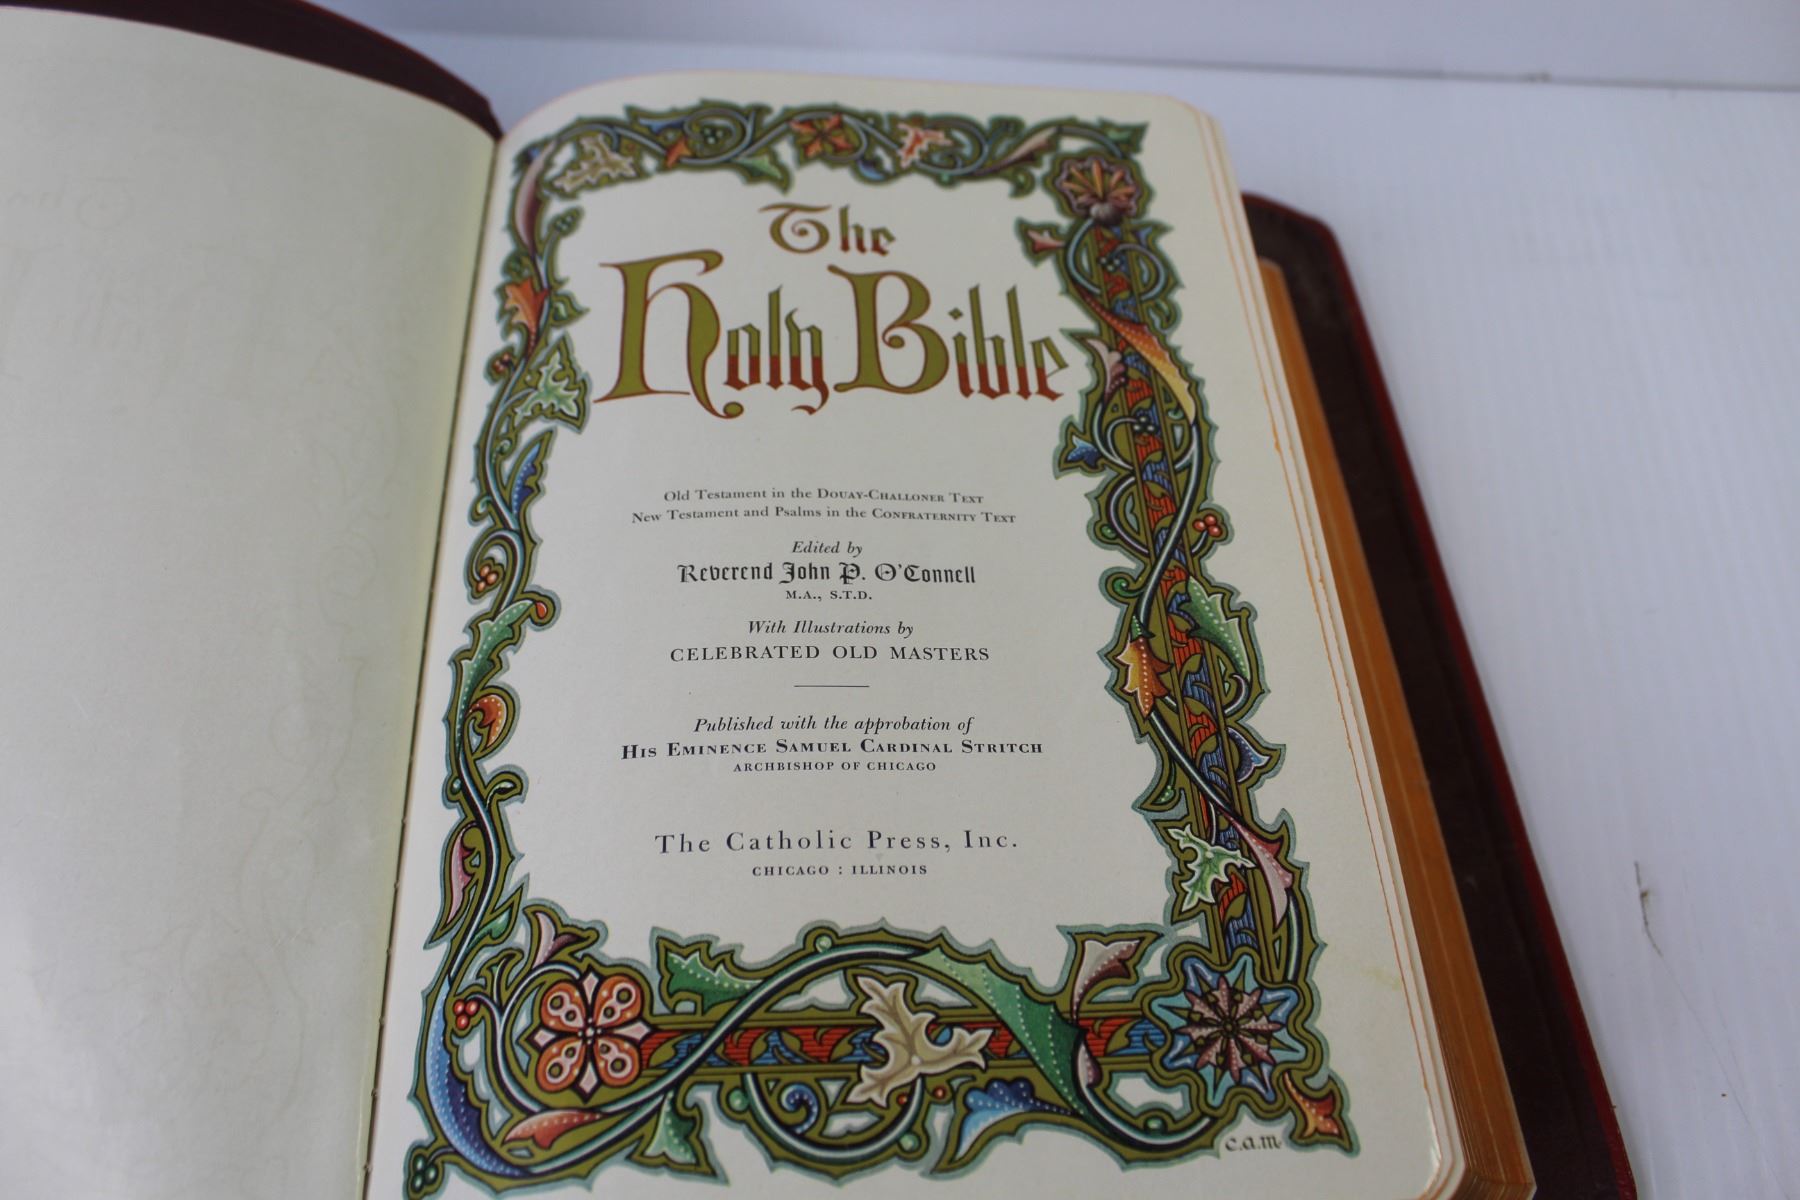 The
Holy Bible
Old Testament in the DOUAY-CHALLONER TEXT
New Testament and Psalms in the CONFRATERNITY TEXT
Edited by
Reverend John P. O'Connell
M.A., S.T.D.
With Illustrations by
CELEBRATED OLD MASTERS
Published with the approbation of
HIS EMINENCE SAMUEL CARDINAL STRITCH
ARCHBISHOP OF CHICAGO
The Catholic Press, Inc.
CHICAGO : ILLINOIS
c.a.m